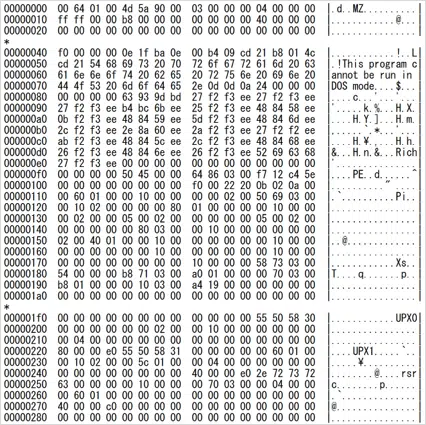 00000000  00 64 01 00 4d 5a 90 00  03 00 00 00 04 00 00 00  |.d..MZ..........|
00000010  ff ff 00 00 b8 00 00 00  00 00 00 00 40 00 00 00  |............@...|
00000020  00 00 00 00 00 00 00 00  00 00 00 00 00 00 00 00  |................|
*
00000040  f0 00 00 00 0e 1f ba 0e  00 b4 09 cd 21 b8 01 4c  |............!..L|
00000050  cd 21 54 68 69 73 20 70  72 6f 67 72 61 6d 20 63  |.!This program c|
00000060  61 6e 6e 6f 74 20 62 65  20 72 75 6e 20 69 6e 20  |annot be run in |
00000070  44 4f 53 20 6d 6f 64 65  2e 0d 0d 0a 24 00 00 00  |DOS mode....$...|
00000080  00 00 00 00 63 93 9d bd  27 f2 f3 ee 27 f2 f3 ee
00000090  27 f2 f3 ee b4 bc 6b ee  25 f2 f3 ee 48 84 58 ee
000000a0  0b f2 f3 ee 48 84 59 ee  5d f2 f3 ee 48 84 6d ee
000000b0  2c f2 f3 ee 2e 8a 60 ee  2a f2 f3 ee 27 f2 f2 ee
000000c0  ab f2 f3 ee 48 84 5c ee  2c f2 f3 ee 48 84 68 ee
000000d0  26 f2 f3 ee 48 84 6e ee  26 f2 f3 ee 52 69 63 68
000000e0  27 f2 f3 ee 00 00 00 00  00 00 00 00 00 00 00 00
000000f0  00 00 00 00 50 45 00 00  64 86 03 00 f7 12 c4 5e
00000100  00 00 00 00 00 00 00 00  f0 00 22 20 0b 02 0a 00
00000110  00 60 01 00 00 10 00 00  00 00 02 00 50 69 03 00
00000120  00 10 02 00 00 00 00 80  01 00 00 00 00 10 00 00
00000130  00 02 00 00 05 00 02 00  00 00 00 00 05 00 02 00
00000140  00 00 00 00 00 80 03 00  00 10 00 00 00 00 00 00
00000150  02 00 40 01 00 00 10 00  00 00 00 00 00 10 00 00
00000160  00 00 00 00 00 00 10 00  00 00 00 00 00 10 00 00
00000170  00 00 00 00 00 00 00 00  10 00 00 00 58 73 03 00
00000180  54 00 00 00 b8 71 03 00  a0 01 00 00 00 70 03 00
00000190  b8 01 00 00 00 10 03 00  a4 19 00 00 00 00 00 00
000001a0  00 00 00 00 00 00 00 00  00 00 00 00 00 00 00 00
*
000001f0  00 00 00 00 00 00 00 00  00 00 00 00 55 50 58 30  |............UPX0|
00000200  00 00 00 00 00 00 02 00  00 10 00 00 00 00 00 00
00000210  00 04 00 00 00 00 00 00  00 00 00 00 00 00 00 00
00000220  80 00 00 e0 55 50 58 31  00 00 00 00 00 60 01 00
00000230  00 10 02 00 00 5c 01 00  00 04 00 00 00 00 00 00
00000240  00 00 00 00 00 00 00 00  40 00 00 e0 2e 72 73 72
00000250  63 00 00 00 00 10 00 00  00 70 03 00 00 04 00 00
00000260  00 60 01 00 00 00 00 00  00 00 00 00 00 00 00 00
00000270  40 00 00 c0 00 00 00 00  00 00 00 00 00 00 00 00
00000280  00 00 00 00 00 00 00 00  00 00 00 00 00 00 00 00